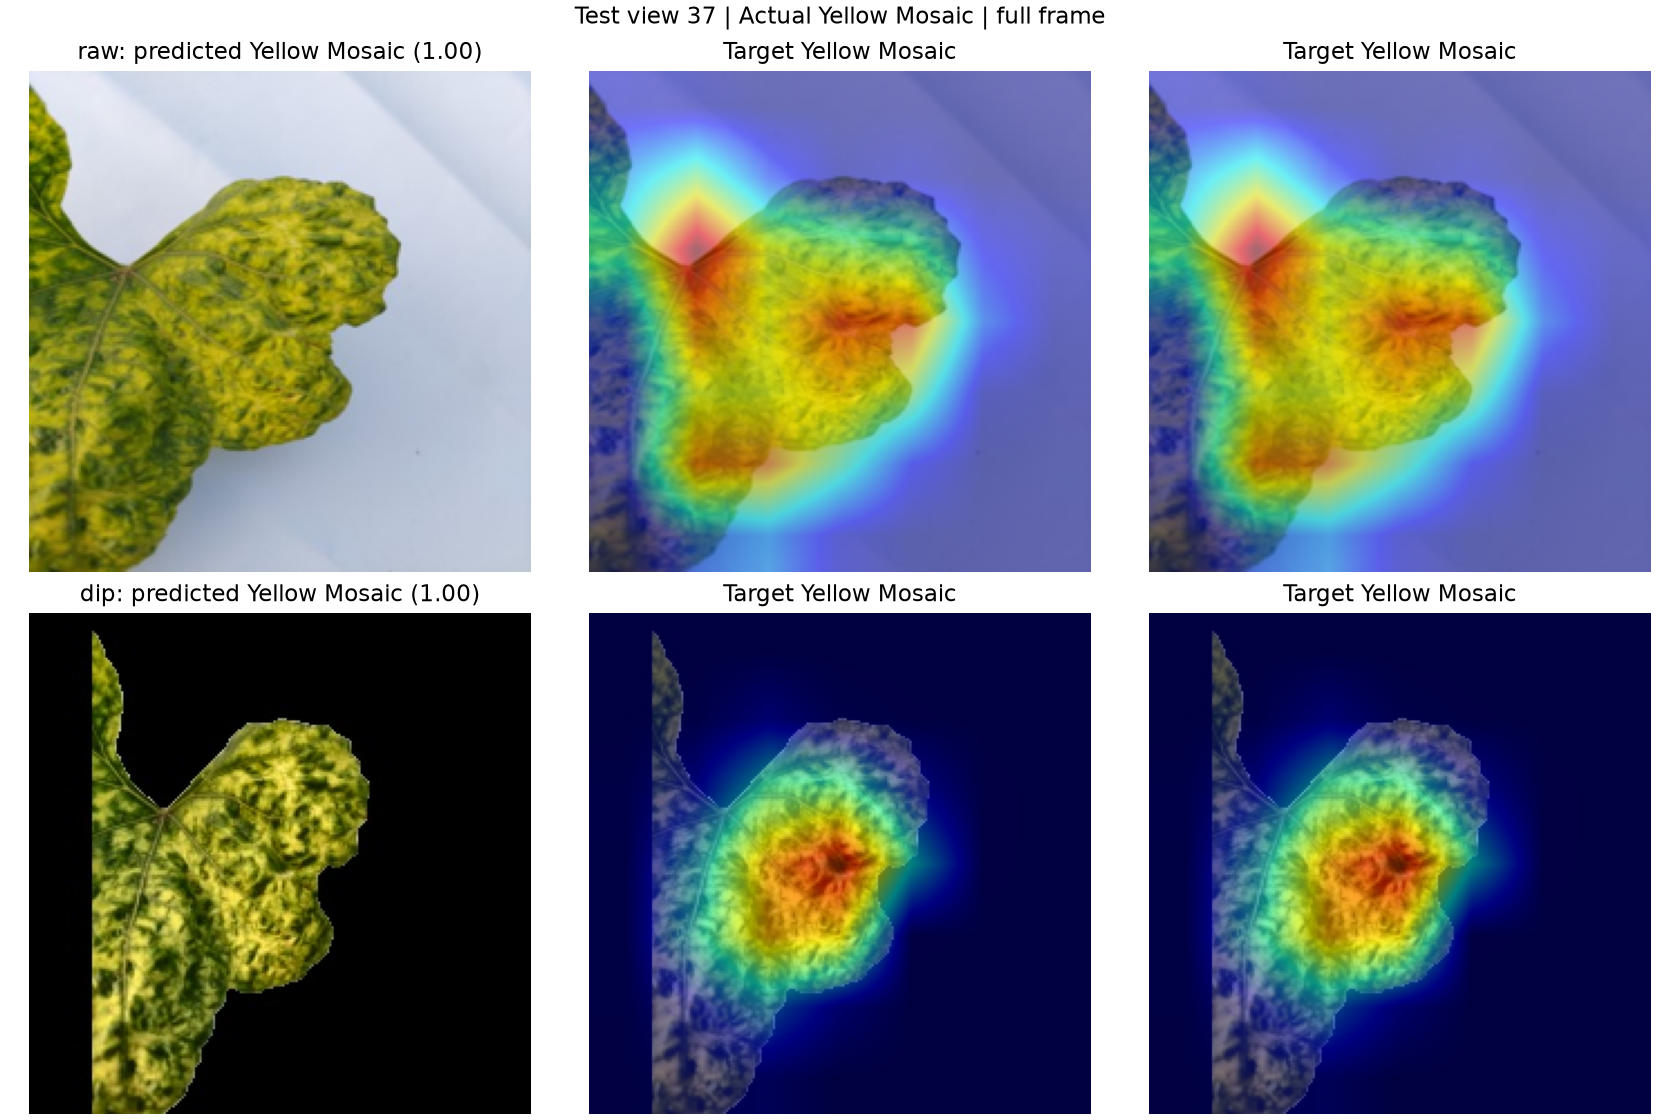 Test view 37 | Actual Yellow Mosaic | full frame
raw: predicted Yellow Mosaic (1.00)
Target Yellow Mosaic
Target Yellow Mosaic
dip: predicted Yellow Mosaic (1.00)
Target Yellow Mosaic
Target Yellow Mosaic